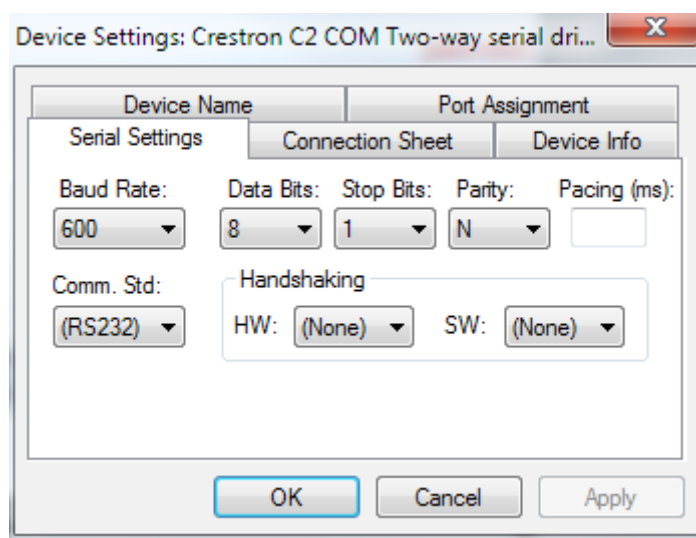 Device Settings: Crestron C2 COM Two-way serial dri...
Device Name Port Assignment
Serial Settings Connection Sheet Device Info
Baud Rate: Data Bits: Stop Bits: Parity: Pacing (ms):
600 8 1 N
Comm. Std: Handshaking
(RS232) HW: (None) SW: (None)
OK Cancel Apply